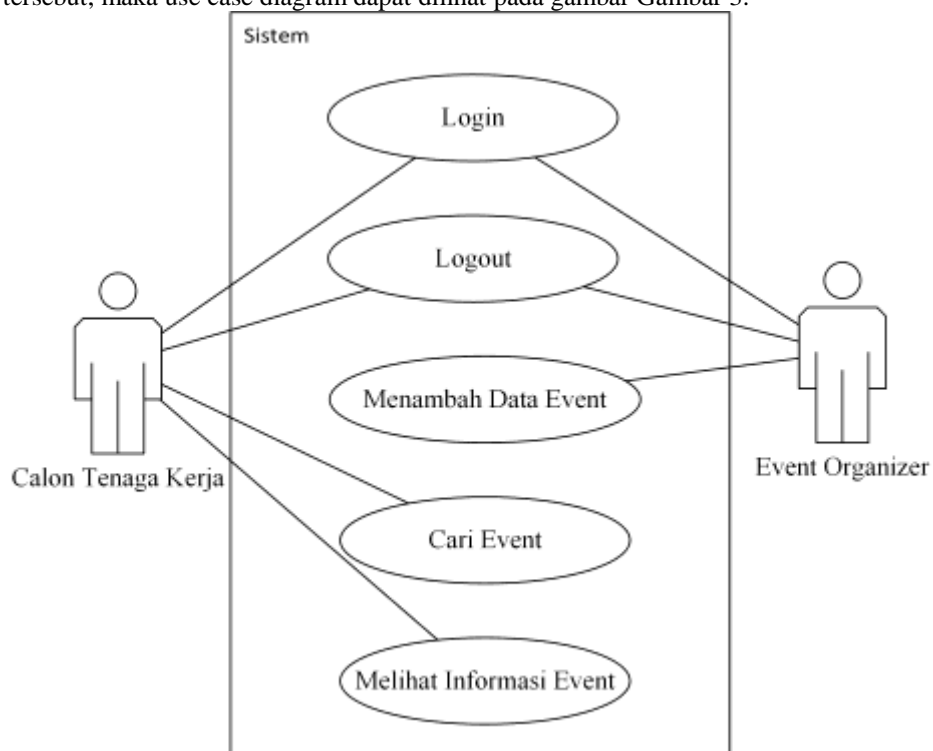 tersebut, maka use case diagram dapat dilihat pada gambar Gambar 3.
Sistem
Login
Logout
Menambah Data Event
Calon Tenaga Kerja
Event Organizer
Cari Event
Melihat Informasi Event